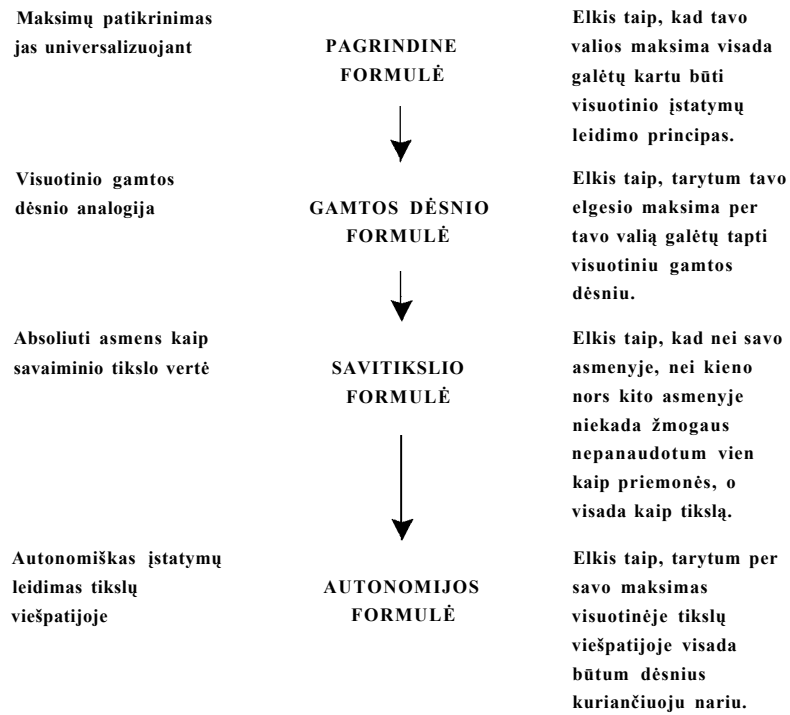 Maksimų patikrinimas
jas universalizuojant
PAGRINDINE
FORMULĖ
Elkis taip, kad tavo
valios maksima visada
galėtų kartu būti
visuotinio įstatymų
leidimo principas.
Visuotinio gamtos
dėsnio analogija
GAMTOS DĖSNIO
FORMULĖ
Elkis taip, tarytum tavo
elgesio maksima per
tavo valią galėtų tapti
visuotiniu gamtos
dėsniu.
Absoliuti asmens kaip
savaiminio tikslo vertė
SAVITIKSLIO
FORMULĖ
Elkis taip, kad nei savo
asmenyje, nei kieno
nors kito asmenyje
niekada žmogaus
nepanaudotum vien
kaip priemonės, o
visada kaip tikslą.
Autonomiškas įstatymų
leidimas tikslų
viešpatijoje
AUTONOMIJOS
FORMULĖ
Elkis taip, tarytum per
savo maksimas
visuotinėje tikslų
viešpatijoje visada
būtum dėsnius
kuriančiuoju nariu.